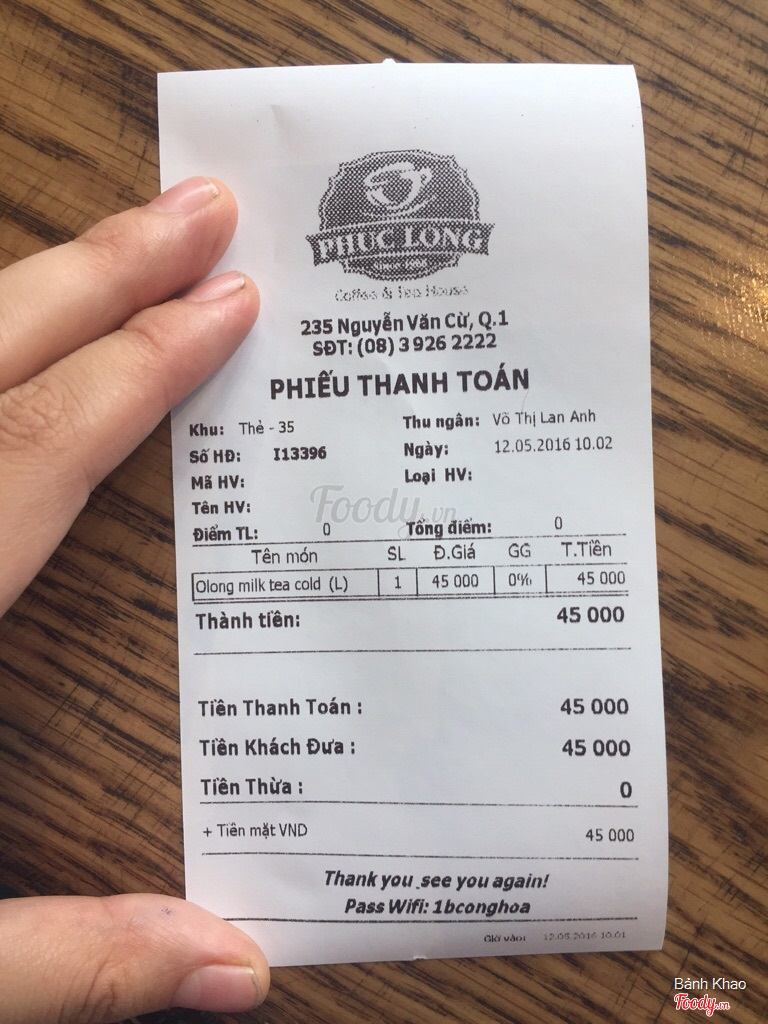 PHUC LONG
Coffee & Tea House
235 Nguyễn Văn Cừ, Q.1
SĐT: (08) 3 926 2222
PHIẾU THANH TOÁN
Khu: Thẻ - 35 Thu ngân: Võ Thị Lan Anh
Số HĐ: I13396 Ngày: 12.05.2016 10.02
Mã HV: Loại HV:
Tên HV:
Foody.vn
Điểm TL: 0 Tổng điểm: 0
Tên món SL Đ.Giá GG T.Tiền
Olong milk tea cold (L) 1 45 000 0% 45 000
Thành tiền: 45 000
Tiền Thanh Toán : 45 000
Tiền Khách Đưa : 45 000
Tiền Thừa : 0
+ Tiền mặt VND 45 000
Thank you see you again!
Pass Wifi: 1bconghoa
Giờ vào: 12.05.2016 10.01
Bảnh Khao
Foody.vn